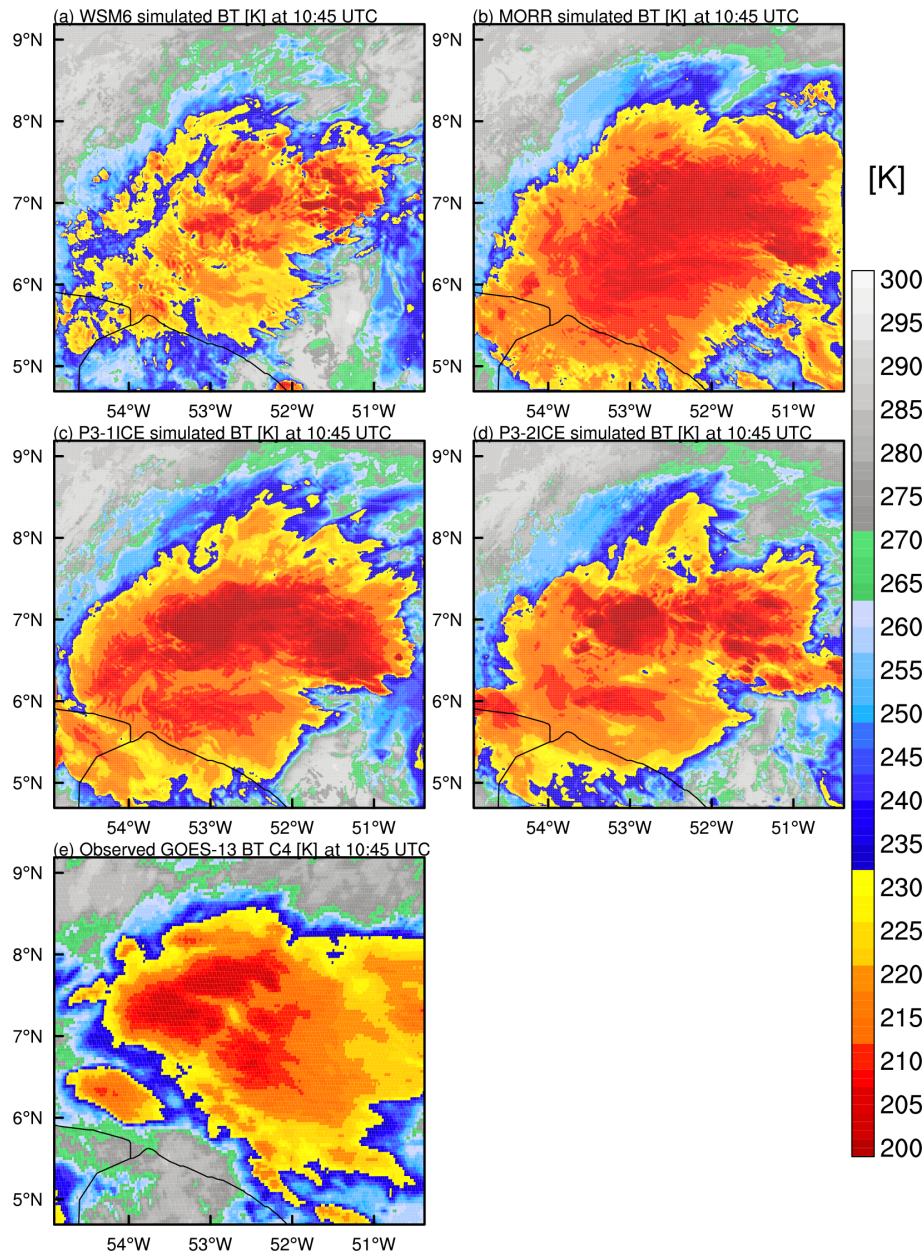 (a) WSM6 simulated BT [K] at 10:45 UTC
(b) MORR simulated BT [K] at 10:45 UTC
9°N
8°N
7°N
6°N
5°N
54°W 53°W 52°W 51°W
9°N
8°N
7°N
6°N
5°N
54°W 53°W 52°W 51°W
[K]
(c) P3-1ICE simulated BT [K] at 10:45 UTC
(d) P3-2ICE simulated BT [K] at 10:45 UTC
9°N
8°N
7°N
6°N
5°N
54°W 53°W 52°W 51°W
9°N
8°N
7°N
6°N
5°N
54°W 53°W 52°W 51°W
(e) Observed GOES-13 BT C4 [K] at 10:45 UTC
9°N
8°N
7°N
6°N
5°N
54°W 53°W 52°W 51°W
300
295
290
285
280
275
270
265
260
255
250
245
240
235
230
225
220
215
210
205
200